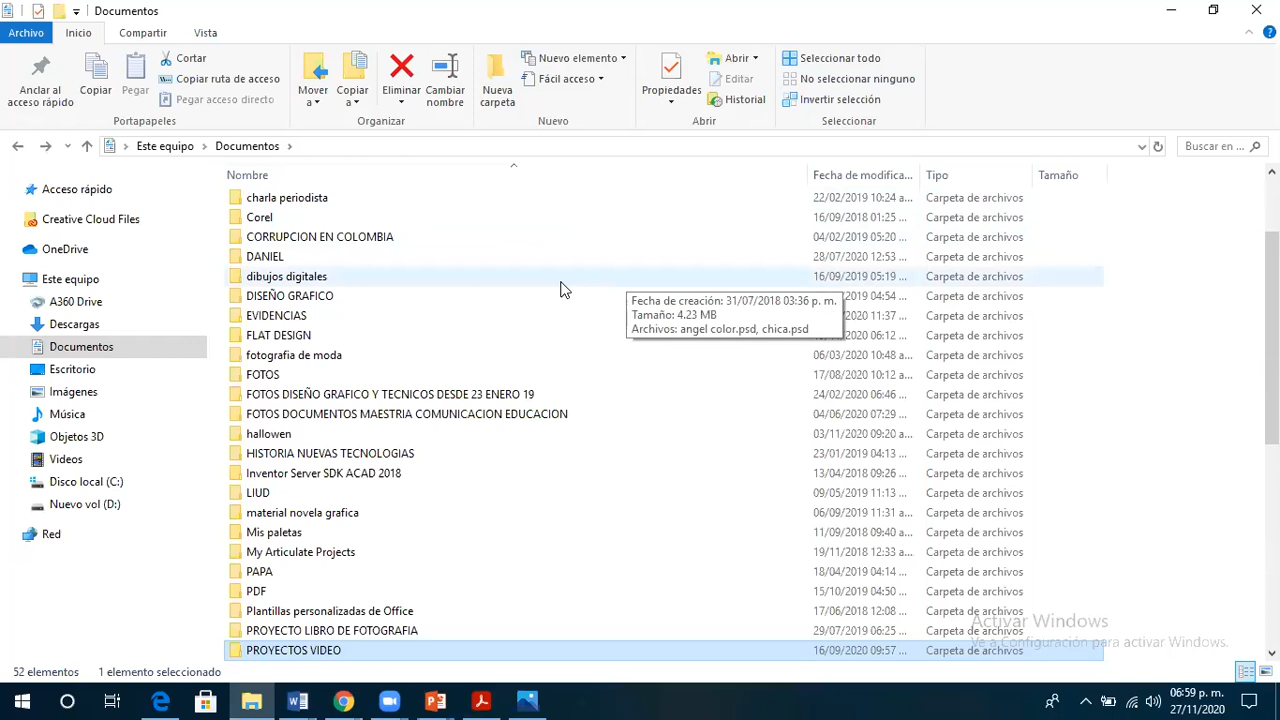 Documentos
Archivo Inicio Compartir Vista
Anclar al acceso rápido
Copiar
Pegar
Cortar
Copiar ruta de acceso
Pegar acceso directo
Portapapeles
Mover a
Copiar a
Eliminar
Cambiar nombre
Organizar
Nueva carpeta
Nuevo elemento
Fácil acceso
Nuevo
Propiedades
Abrir
Editar
Historial
Abrir
Seleccionar todo
No seleccionar ninguno
Invertir selección
Seleccionar
Este equipo > Documentos >
Buscar en ...
Acceso rápido
Creative Cloud Files
OneDrive
Este equipo
A360 Drive
Descargas
Documentos
Escritorio
Imágenes
Música
Objetos 3D
Videos
Disco local (C:)
Nuevo vol (D:)
Red
Nombre Fecha de modifica... Tipo Tamaño
charla periodista 22/02/2019 10:24 a... Carpeta de archivos
Corel 16/09/2018 01:25 ... Carpeta de archivos
CORRUPCION EN COLOMBIA 04/02/2019 05:20 ... Carpeta de archivos
DANIEL 28/07/2020 12:53 ... Carpeta de archivos
dibujos digitales 16/09/2019 05:19 ... Carpeta de archivos
DISEÑO GRAFICO 2019 04:54 ... Carpeta de archivos
EVIDENCIAS 2020 11:37 ... Carpeta de archivos
FLAT DESIGN 06:12 ... Carpeta de archivos
fotografia de moda 06/03/2020 10:48 ... Carpeta de archivos
FOTOS 17/08/2020 10:12 a... Carpeta de archivos
FOTOS DISEÑO GRAFICO Y TECNICOS DESDE 23 ENERO 19 24/02/2020 06:46 ... Carpeta de archivos
FOTOS DOCUMENTOS MAESTRIA COMUNICACION EDUCACION 04/06/2020 07:29 ... Carpeta de archivos
hallowen 03/11/2020 09:20 a... Carpeta de archivos
HISTORIA NUEVAS TECNOLOGIAS 23/01/2019 04:13 ... Carpeta de archivos
Inventor Server SDK ACAD 2018 13/04/2018 09:26 ... Carpeta de archivos
LIUD 09/05/2019 11:13 ... Carpeta de archivos
material novela grafica 06/09/2019 11:31 a... Carpeta de archivos
Mis paletas 11/09/2018 09:40 a... Carpeta de archivos
My Articulate Projects 19/11/2018 12:33 a... Carpeta de archivos
PAPA 18/04/2019 04:14 ... Carpeta de archivos
PDF 15/10/2019 04:50 ... Carpeta de archivos
Plantillas personalizadas de Office 17/06/2018 12:08 ... Carpeta de archivos
PROYECTO LIBRO DE FOTOGRAFIA 29/07/2019 06:25 ... Carpeta de archivos
PROYECTOS VIDEO 16/09/2020 09:57 ... Carpeta de archivos
Fecha de creación: 31/07/2018 03:36 p. m.
Tamaño: 4.23 MB
Archivos: angel color.psd, chica.psd
Activar Windows
Ve a Configuración para activar Windows.
52 elementos 1 elemento seleccionado
06:59 p. m.
27/11/2020